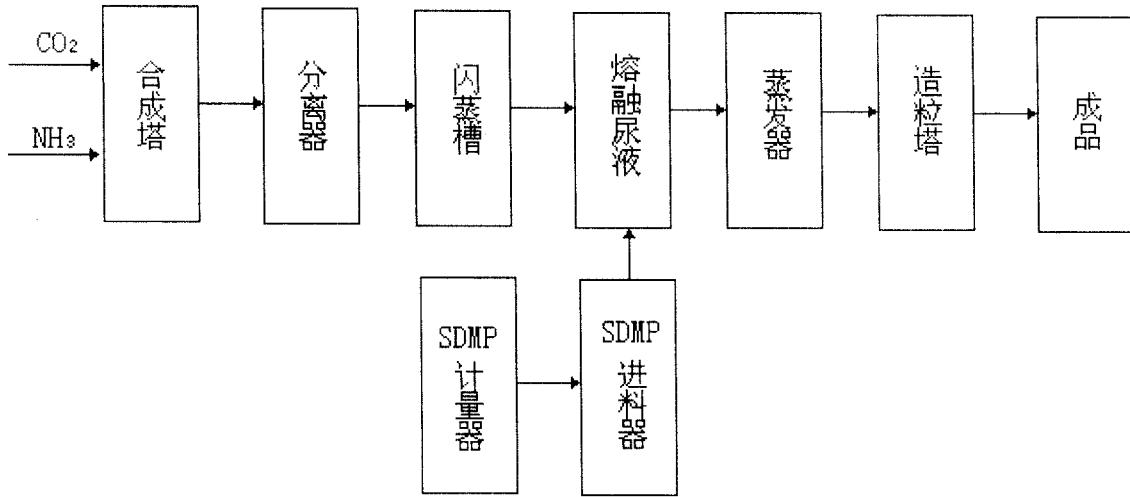 CO₂
NH₃
合成塔
分离器
闪蒸槽
熔融尿液
蒸发器
造粒塔
成品
SDMP
计量器
SDMP
进料器